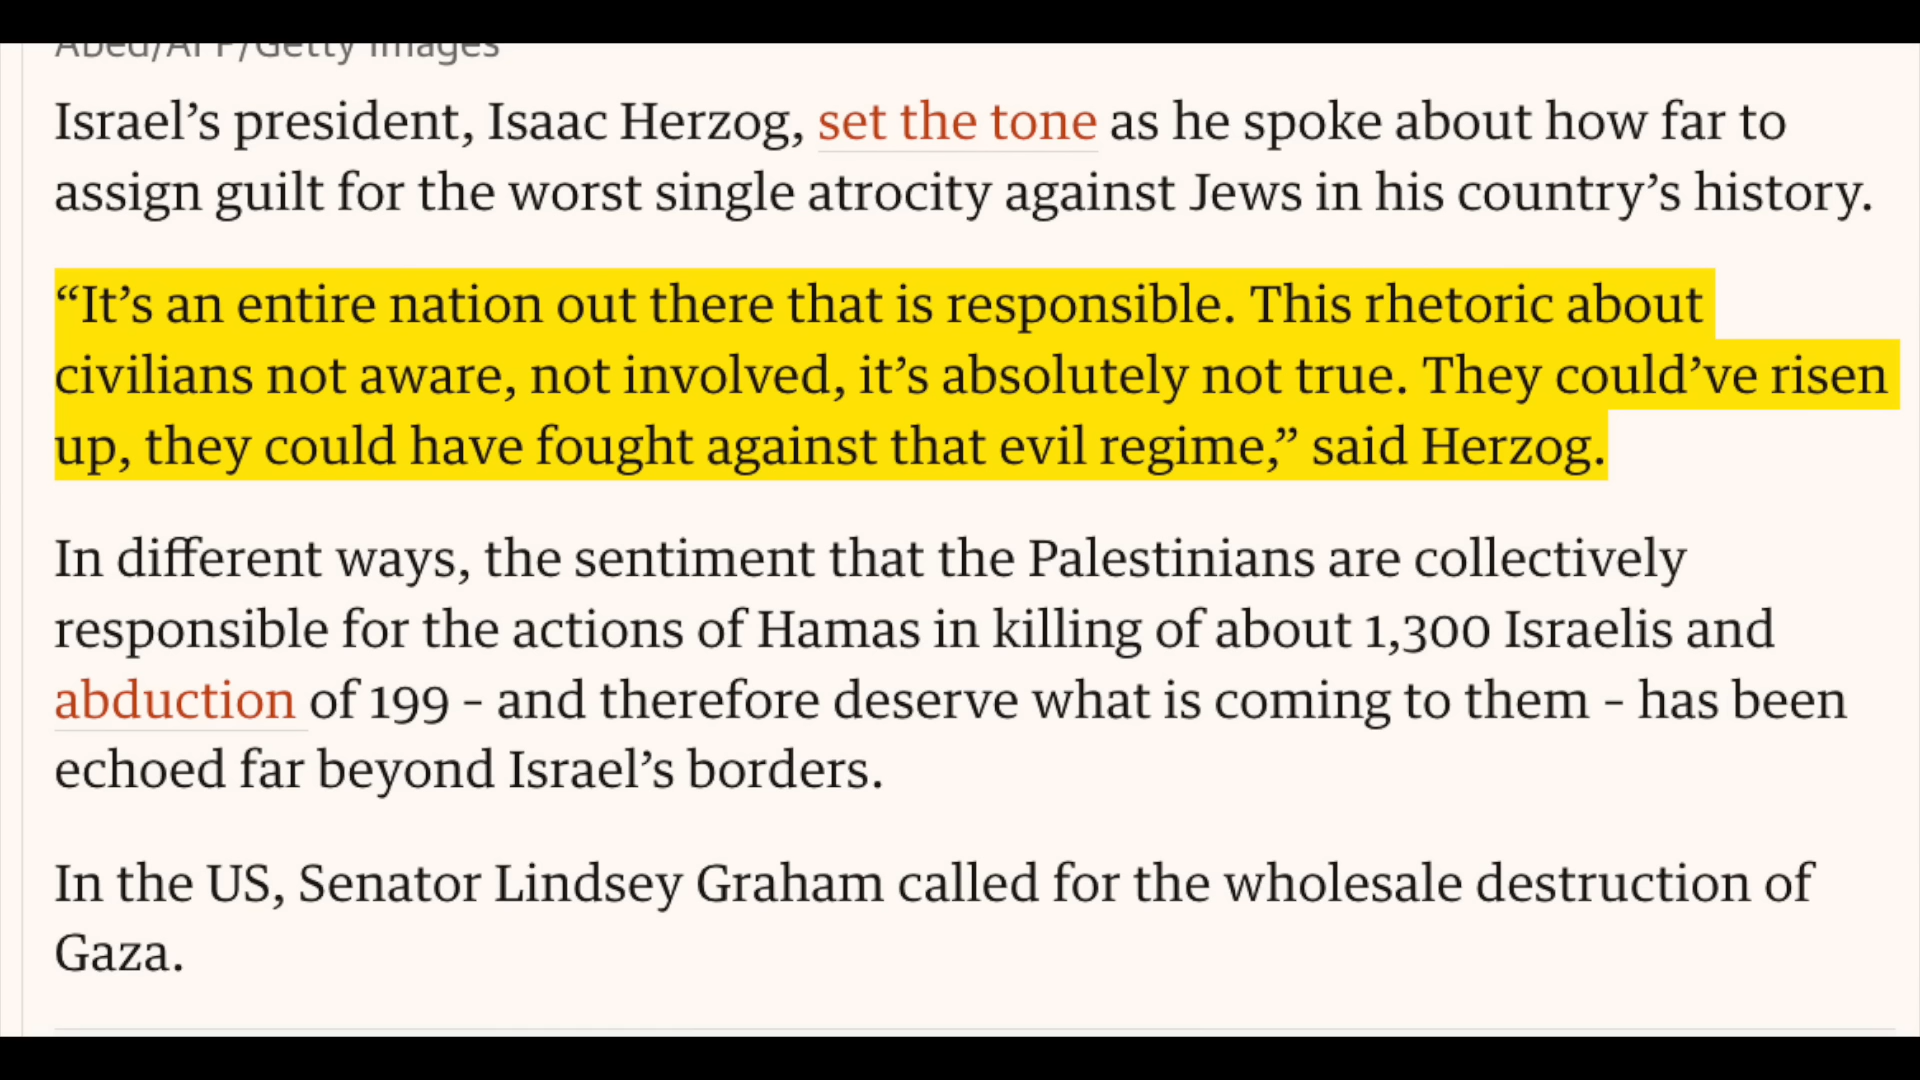 Abed/AFP/Getty Images
Israel’s president, Isaac Herzog, set the tone as he spoke about how far to
assign guilt for the worst single atrocity against Jews in his country’s history.
“It’s an entire nation out there that is responsible. This rhetoric about
civilians not aware, not involved, it’s absolutely not true. They could’ve risen
up, they could have fought against that evil regime,” said Herzog.
In different ways, the sentiment that the Palestinians are collectively
responsible for the actions of Hamas in killing of about 1,300 Israelis and
abduction of 199 – and therefore deserve what is coming to them – has been
echoed far beyond Israel’s borders.
In the US, Senator Lindsey Graham called for the wholesale destruction of
Gaza.